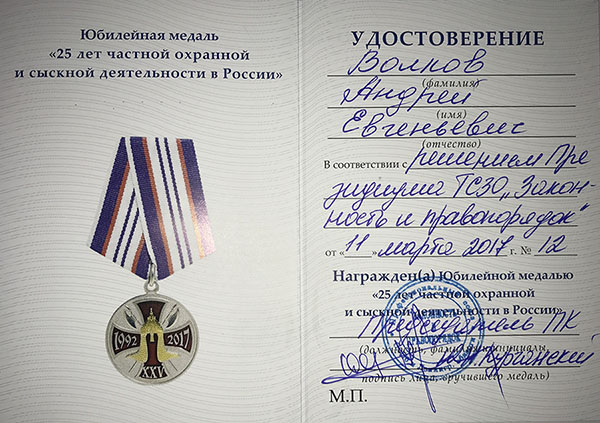 Юбилейная медаль
«25 лет частной охранной
и сыскной деятельности в России»
1992 2017
XXV
УДОСТОВЕРЕНИЕ
Волков
(фамилия)
Андрей
(имя)
Евгеньевич
(отчество)
В соответствии с решением Пре
зидиума ТСЗО „Закон-
ность и правопорядок"
от «11» марта 2017 г. № 12
Награжден(а) Юбилейной медалью
«25 лет частной охранной
и сыскной деятельности в России»
Председатель ПК
(должность, фамилия, инициалы,
Курганский
подпись лица, вручившего медаль)
М.П.